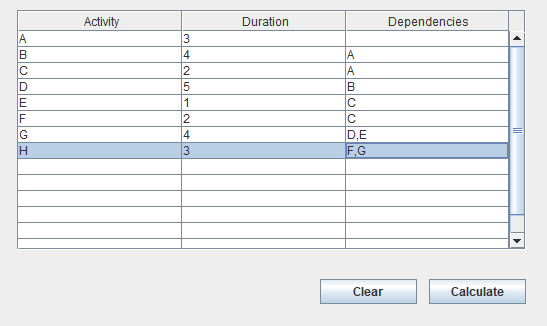 Activity Duration Dependencies
A 3
B 4 A
C 2 A
D 5 B
E 1 C
F 2 C
G 4 D,E
H 3 F,G
Clear Calculate